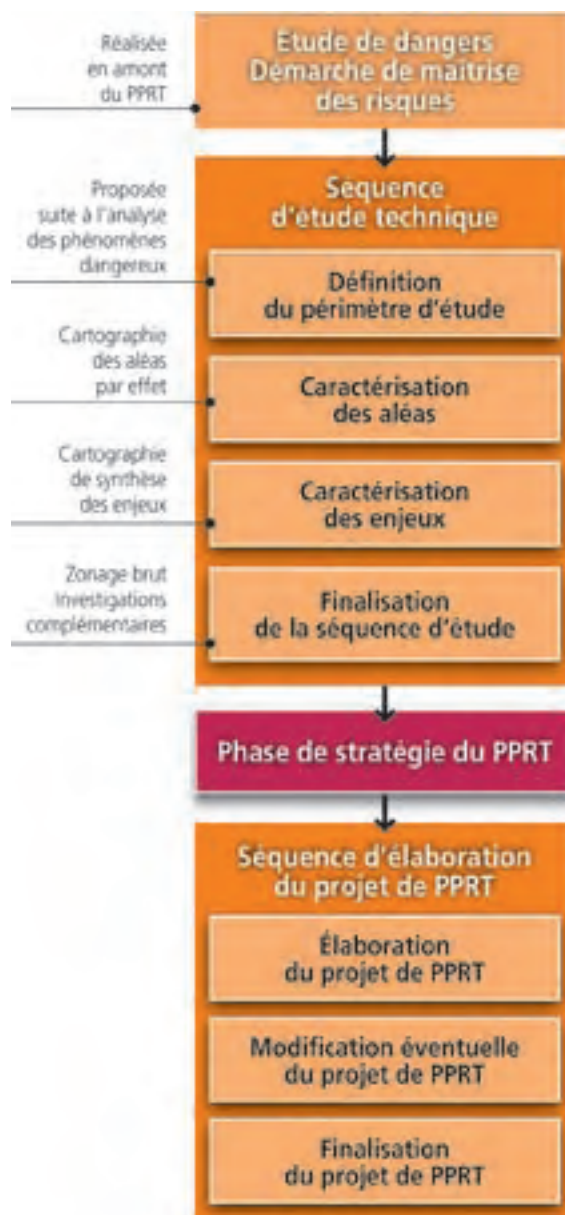 Réalisée
en amont
du PPRT
Etude de dangers
Démarche de maîtrise
des risques
Proposée
suite à l'analyse
des phénomènes
dangereux
Séquence
d'étude technique
Définition
du périmètre d'étude
Cartographie
des aléas
par effet
Caractérisation
des aléas
Cartographie
de synthèse
des enjeux
Caractérisation
des enjeux
Zonage brut
Investigations
complémentaires
Finalisation
de la séquence d'étude
Phase de stratégie du PPRT
Séquence d'élaboration
du projet de PPRT
Élaboration
du projet de PPRT
Modification éventuelle
du projet de PPRT
Finalisation
du projet de PPRT